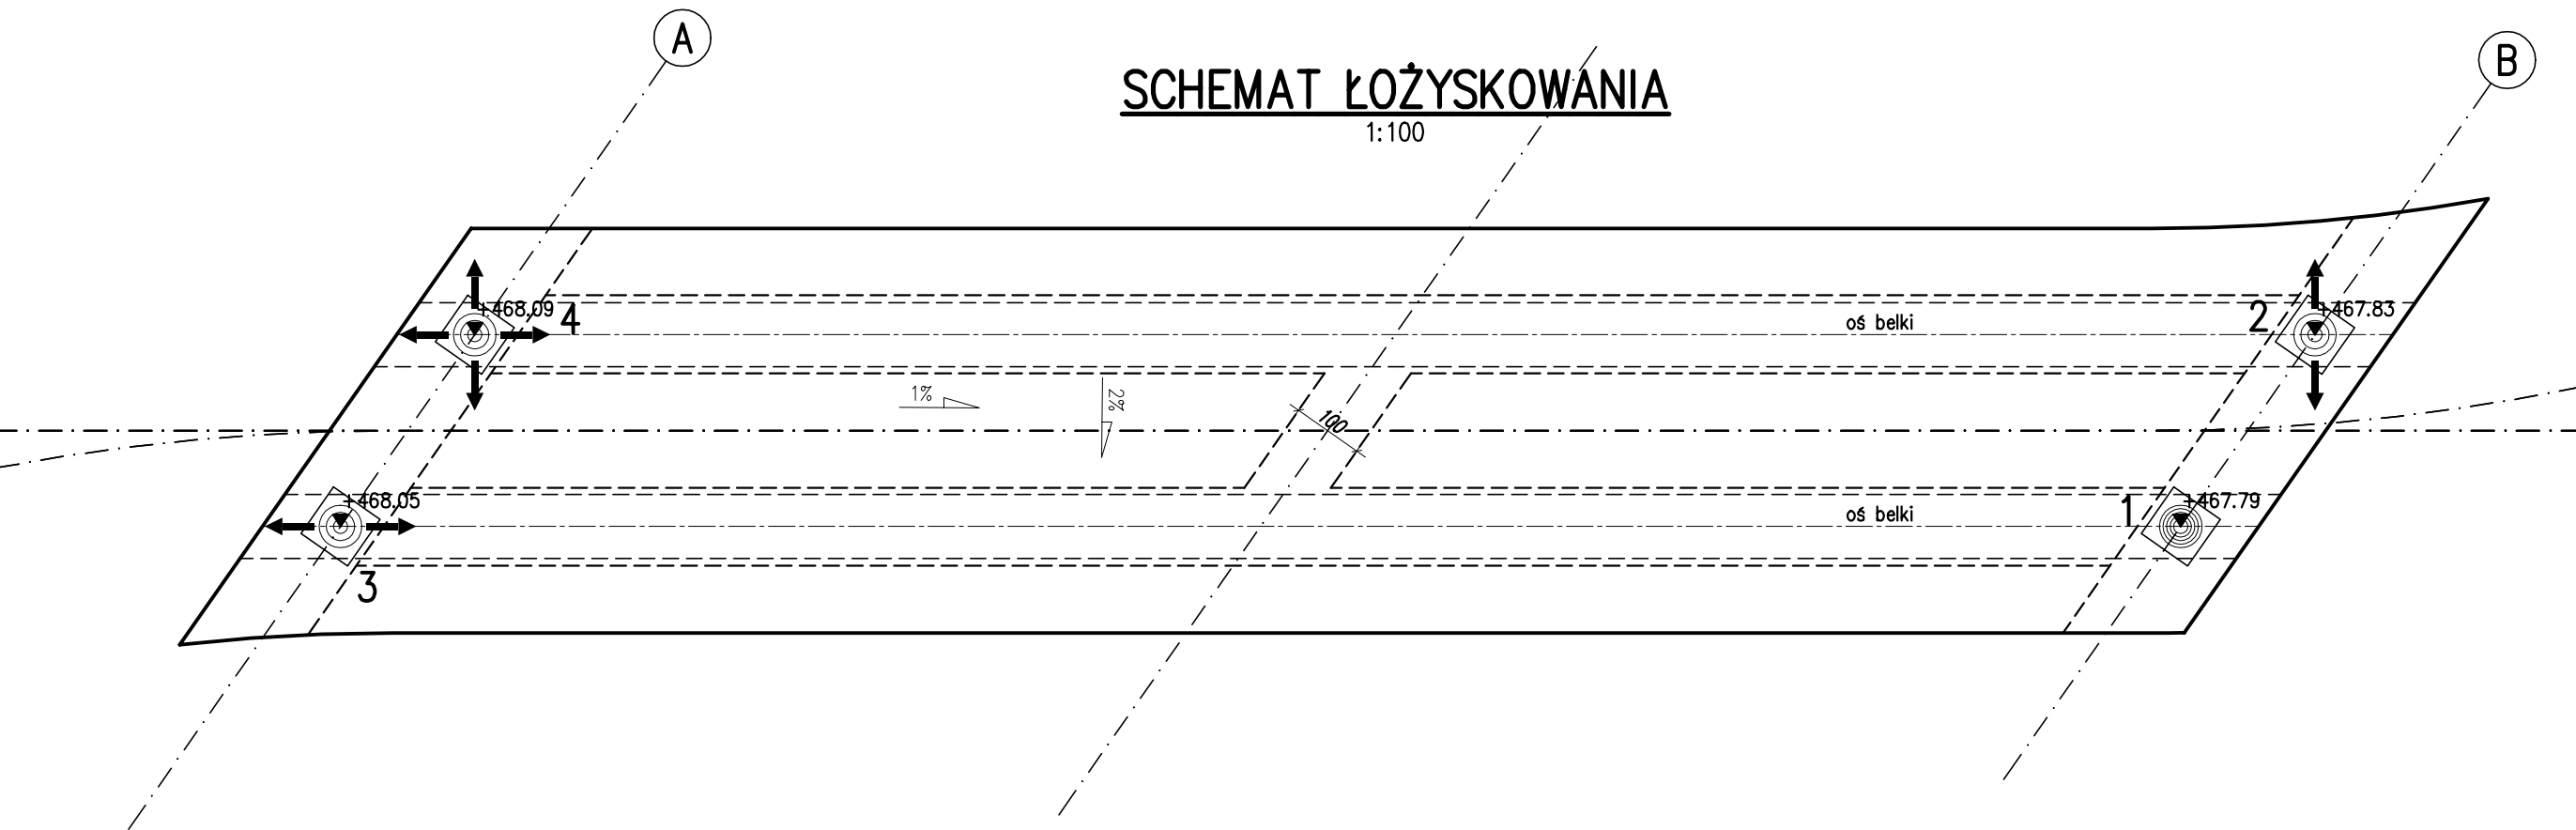 A
B
SCHEMAT ŁOŻYSKOWANIA
1:100
+468.09
4
oś belki
2
+467.83
1%
2%
100
+468.05
3
oś belki
1
+467.79